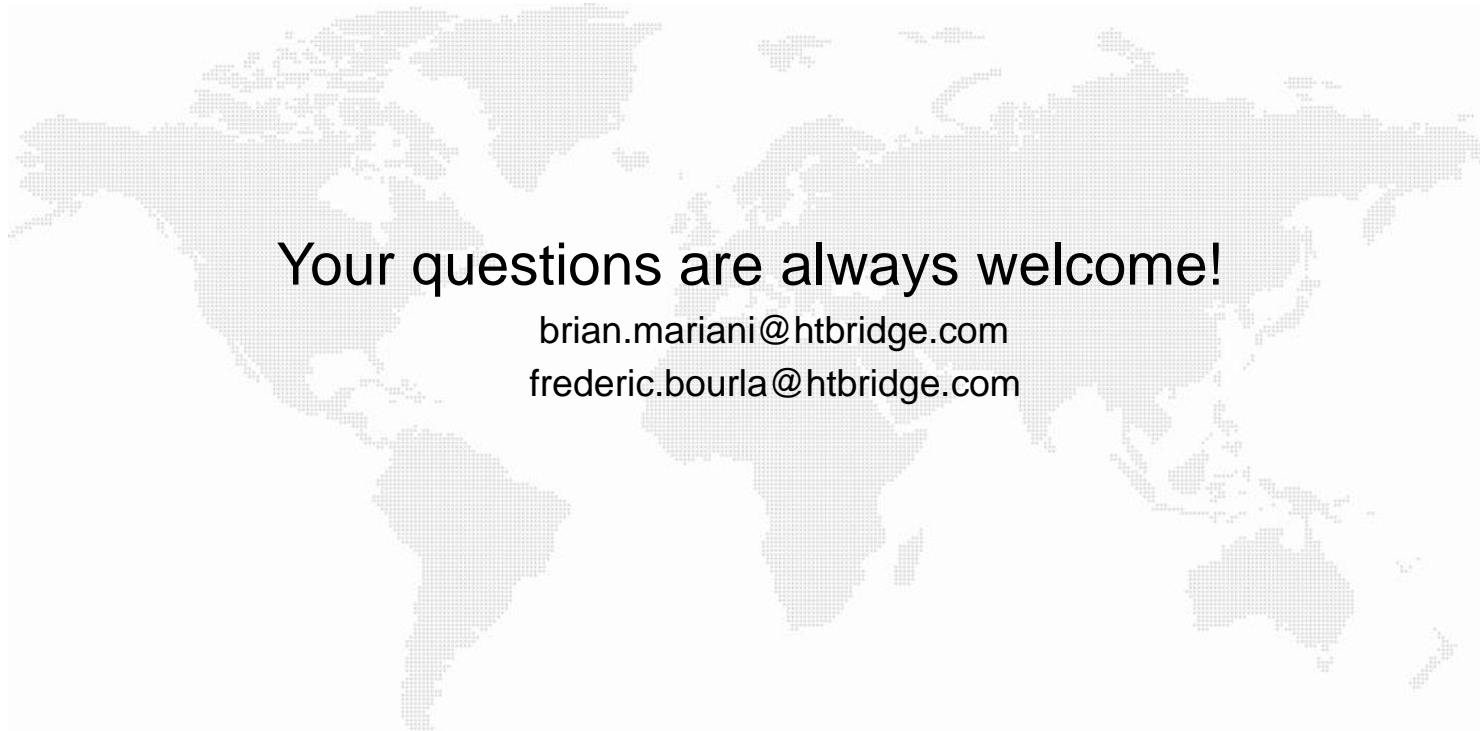 Your questions are always welcome!
brian.mariani@htbridge.com
frederic.bourla@htbridge.com